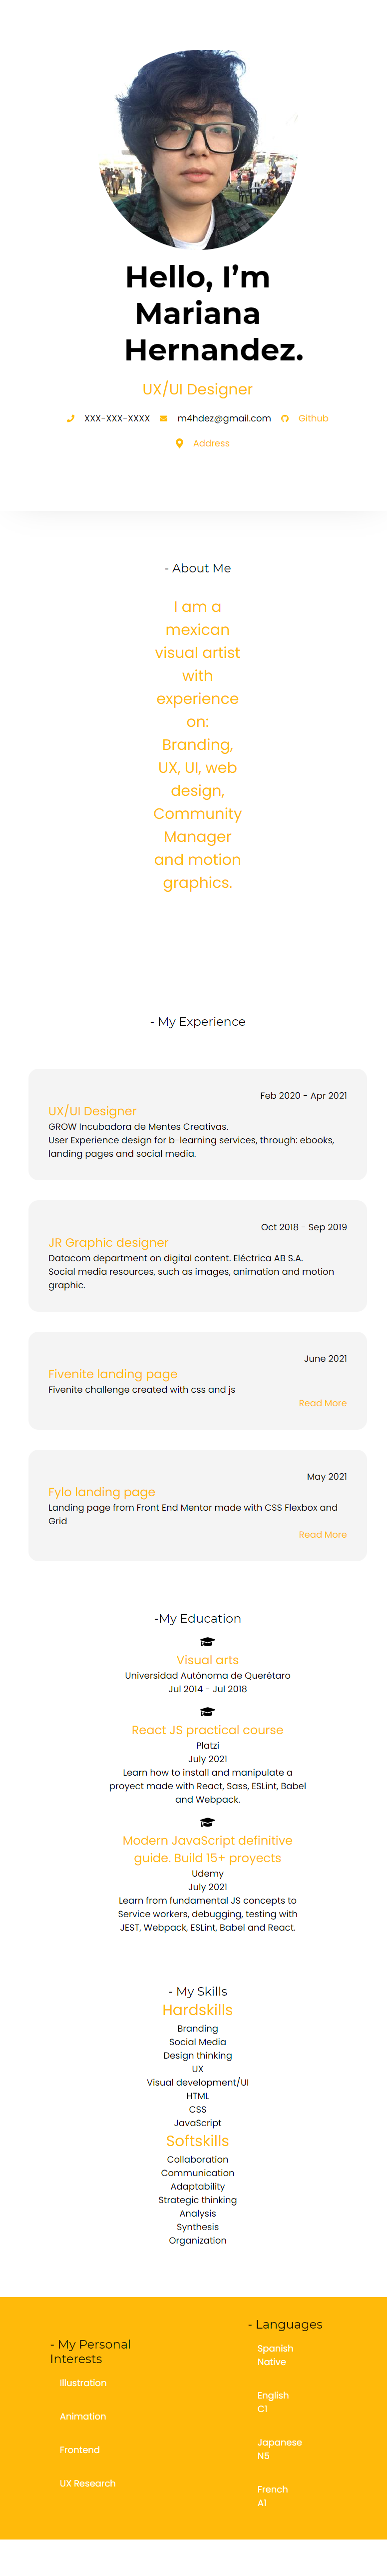 Hello, I’m
Mariana
Hernandez.
UX/UI Designer
XXX-XXX-XXXX m4hdez@gmail.com Github
Address
- About Me
I am a
mexican
visual artist
with
experience
on:
Branding,
UX, UI, web
design,
Community
Manager
and motion
graphics.
- My Experience
Feb 2020 - Apr 2021
UX/UI Designer
GROW Incubadora de Mentes Creativas.
User Experience design for b-learning services, through: ebooks,
landing pages and social media.
Oct 2018 - Sep 2019
JR Graphic designer
Datacom department on digital content. Eléctrica AB S.A.
Social media resources, such as images, animation and motion
graphic.
June 2021
Fivenite landing page
Fivenite challenge created with css and js
Read More
May 2021
Fylo landing page
Landing page from Front End Mentor made with CSS Flexbox and
Grid
Read More
-My Education
Visual arts
Universidad Autónoma de Querétaro
Jul 2014 - Jul 2018
React JS practical course
Platzi
July 2021
Learn how to install and manipulate a
proyect made with React, Sass, ESLint, Babel
and Webpack.
Modern JavaScript definitive
guide. Build 15+ proyects
Udemy
July 2021
Learn from fundamental JS concepts to
Service workers, debugging, testing with
JEST, Webpack, ESLint, Babel and React.
- My Skills
Hardskills
Branding
Social Media
Design thinking
UX
Visual development/UI
HTML
CSS
JavaScript
Softskills
Collaboration
Communication
Adaptability
Strategic thinking
Analysis
Synthesis
Organization
- My Personal
Interests
Illustration
Animation
Frontend
UX Research
- Languages
Spanish
Native
English
C1
Japanese
N5
French
A1